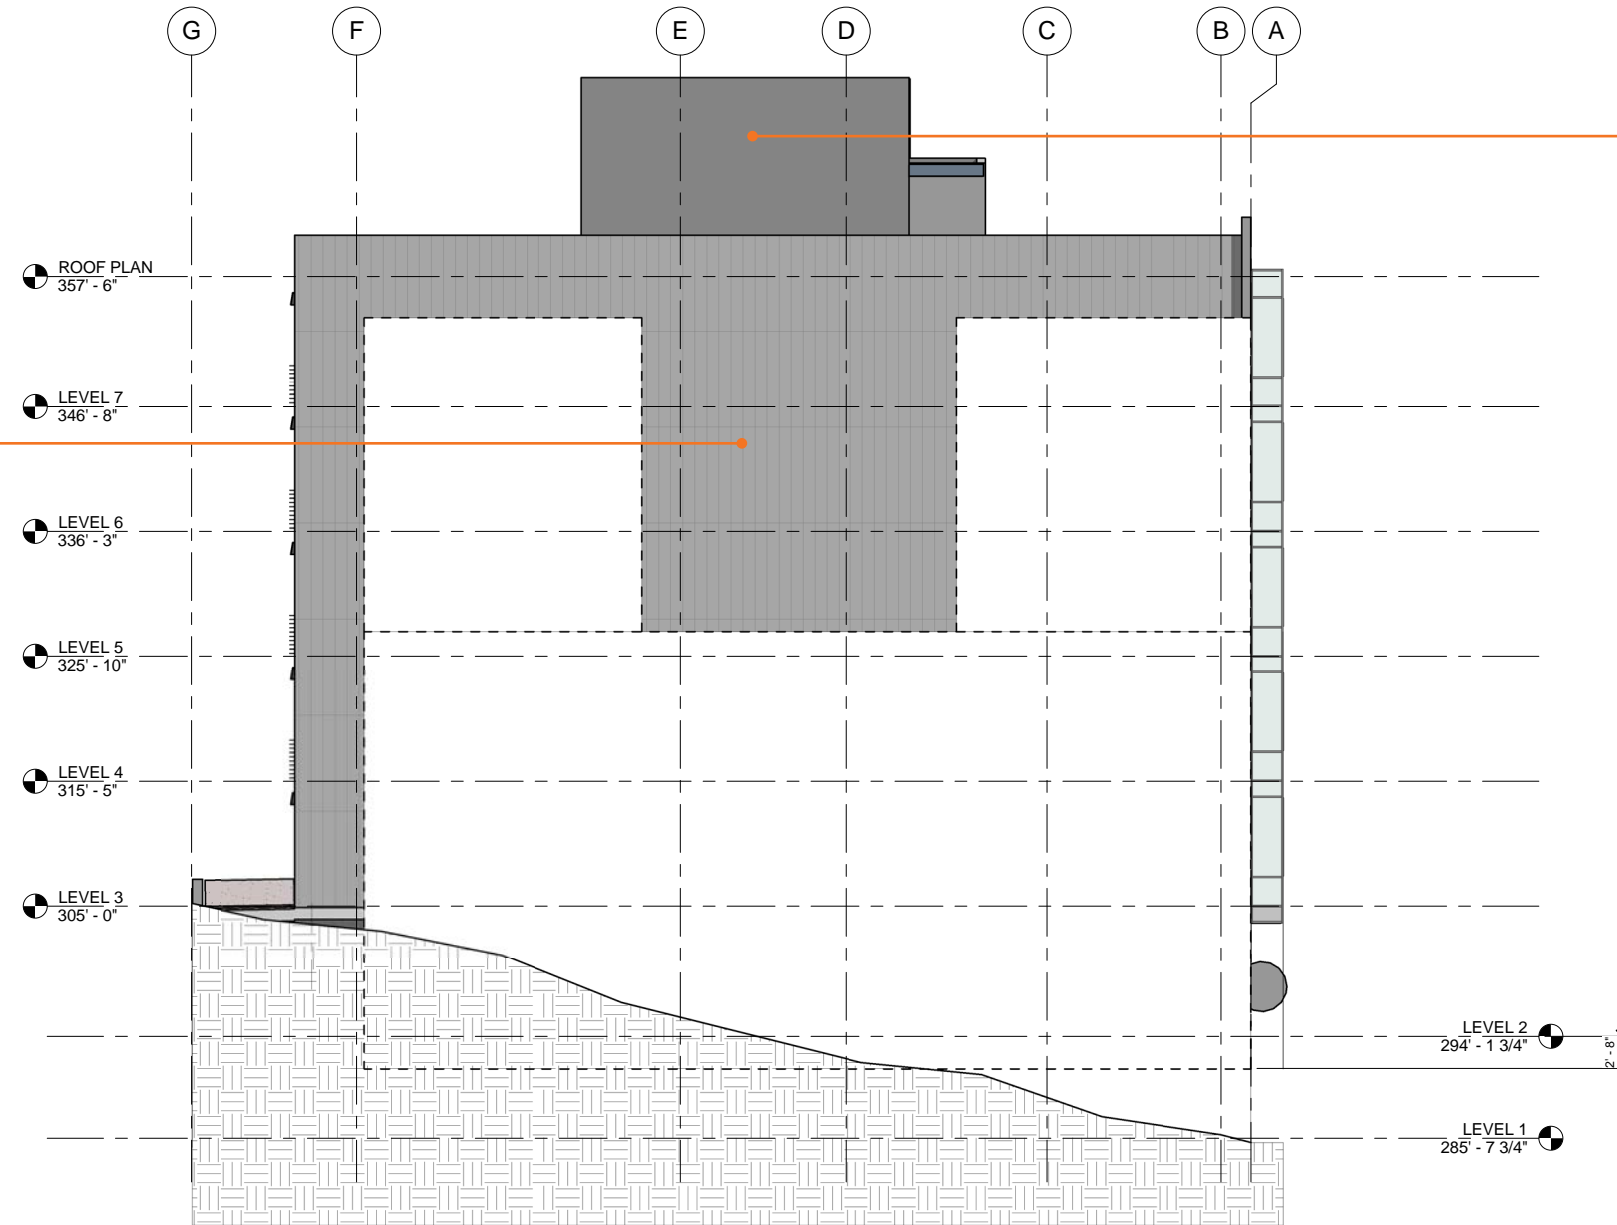 G F E D C B A
ROOF PLAN
357' - 6"
LEVEL 7
346' - 8"
LEVEL 6
336' - 3"
LEVEL 5
325' - 10"
LEVEL 4
315' - 5"
LEVEL 3
305' - 0"
LEVEL 2
294' - 1 3/4"
2' - 8"
LEVEL 1
285' - 7 3/4"